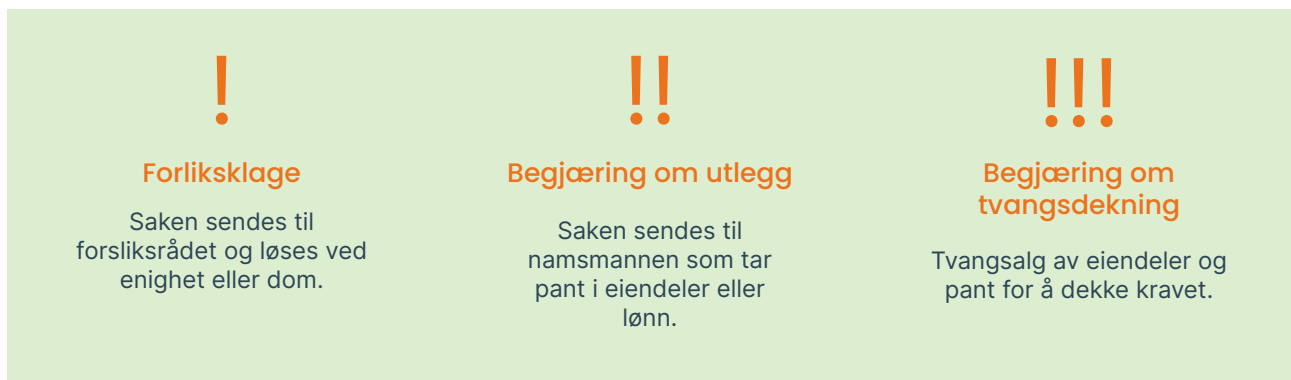 !
Forliksklage
Saken sendes til
forsliksrådet og løses ved
enighet eller dom.
!!
Begjæring om utlegg
Saken sendes til
namsmannen som tar
pant i eiendeler eller
lønn.
!!!
Begjæring om
tvangsdekning
Tvangsalg av eiendeler og
pant for å dekke kravet.